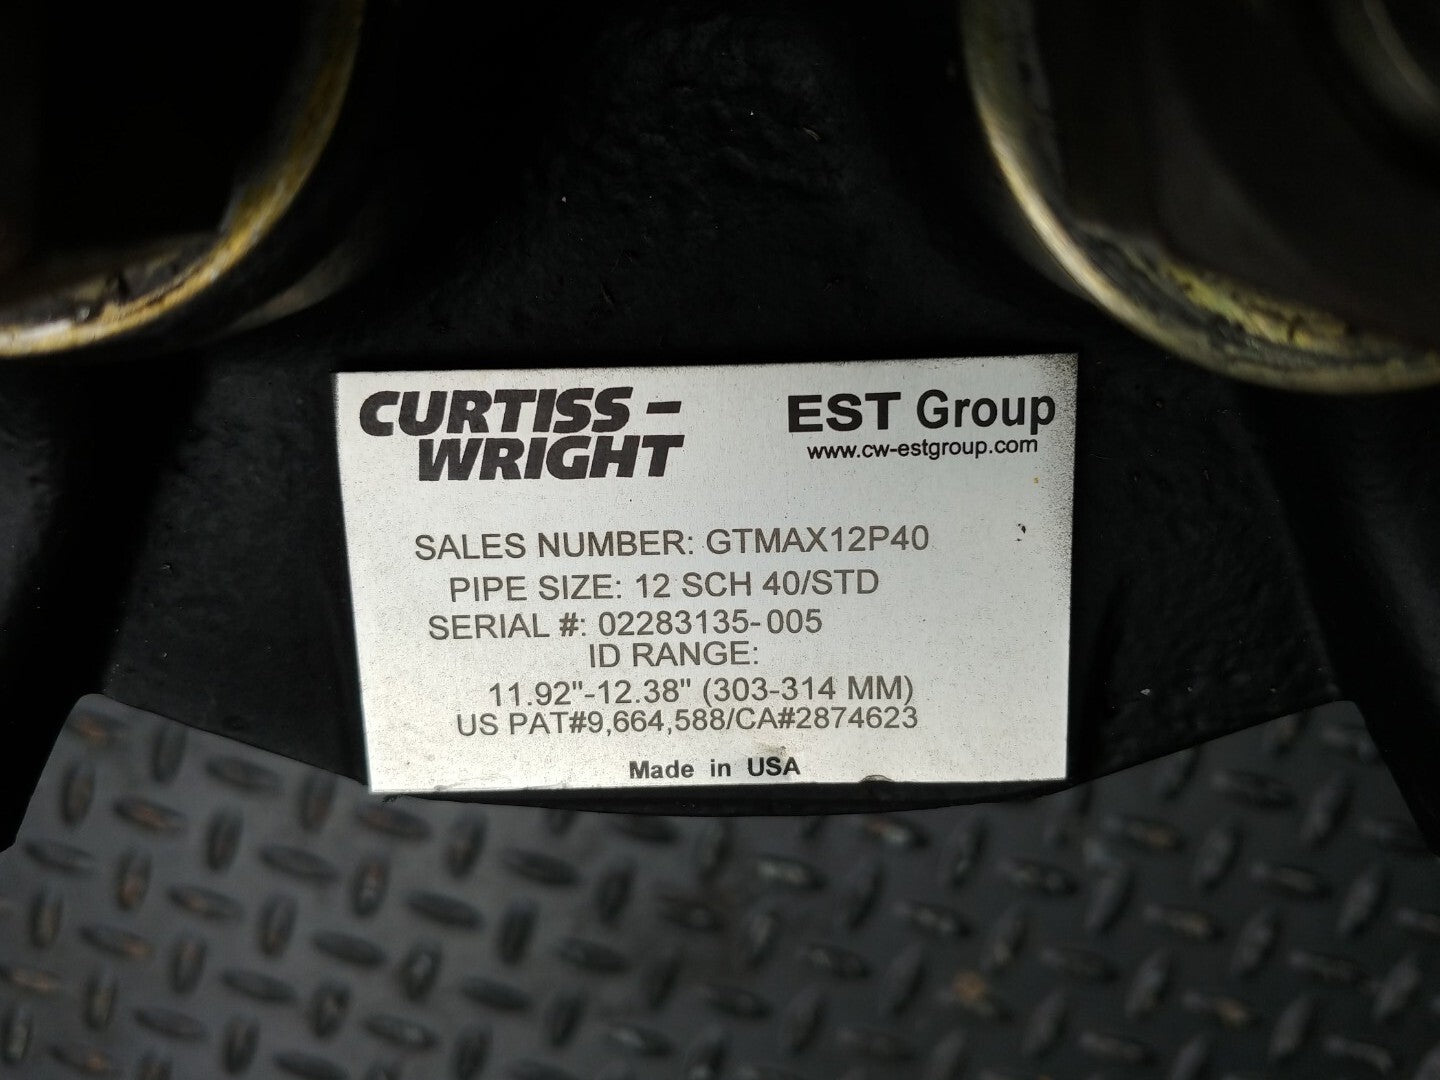 CURTISS-
WRIGHT
EST Group
www.cw-estgroup.com
SALES NUMBER: GTMAX12P40
PIPE SIZE: 12 SCH 40/STD
SERIAL #: 02283135-005
ID RANGE:
11.92"-12.38" (303-314 MM)
US PAT#9,664,588/CA#2874623
Made in USA